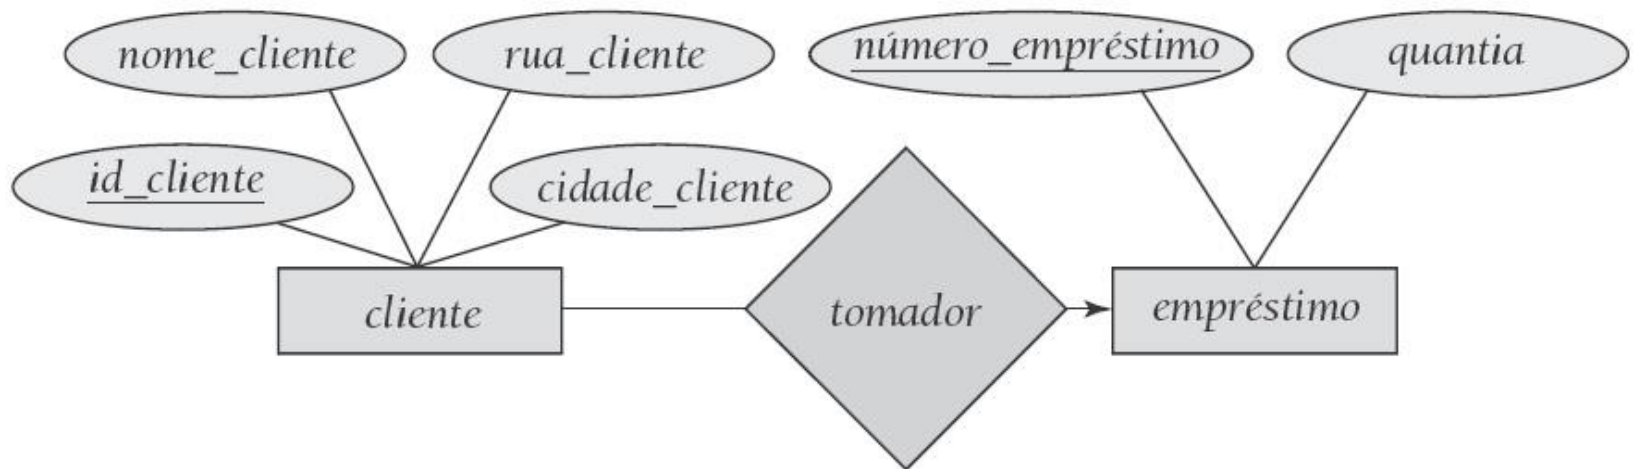 nome_cliente
rua_cliente
número_empréstimo
quantia
id_cliente
cidade_cliente
cliente
tomador
empréstimo